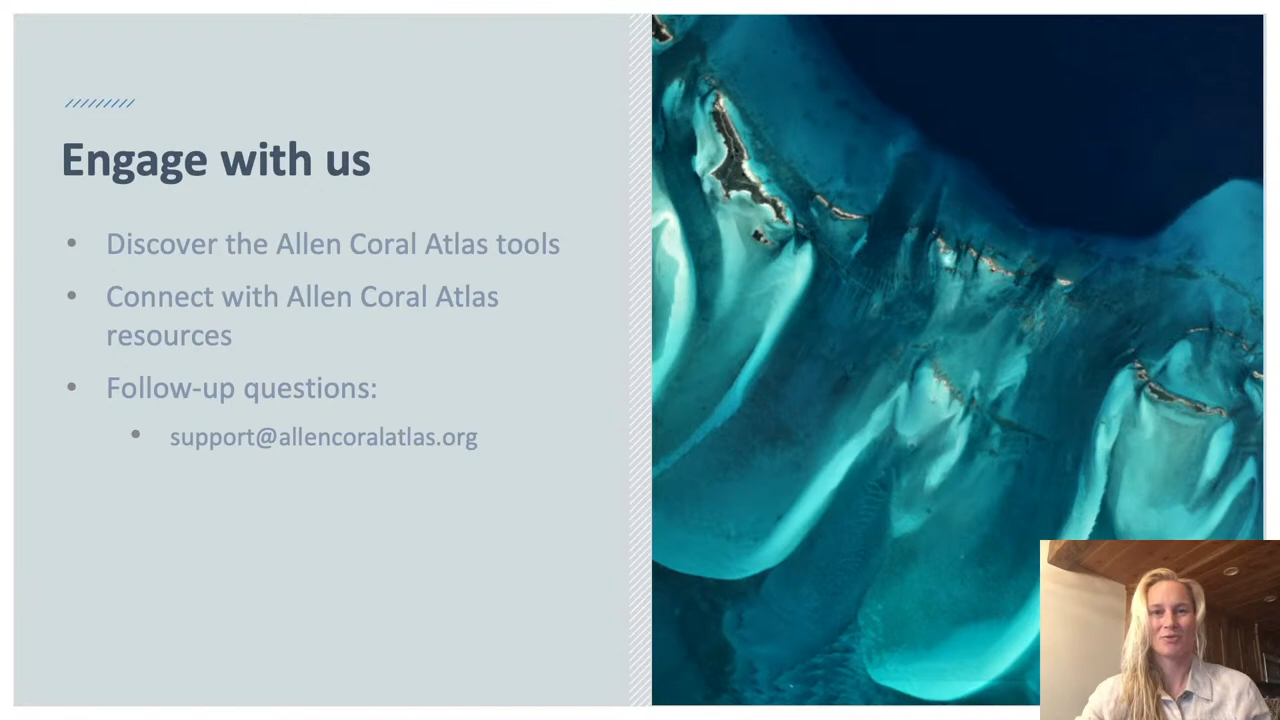 Engage with us
• Discover the Allen Coral Atlas tools
• Connect with Allen Coral Atlas
resources
• Follow-up questions:
• support@allencoralatlas.org